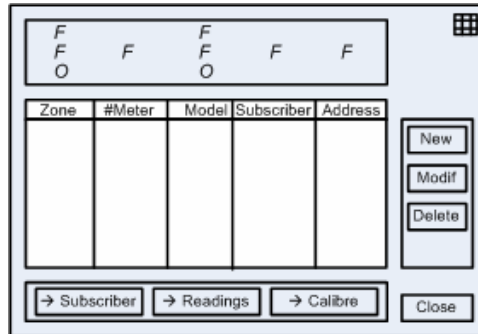 F F
F F F F F
O O
Zone #Meter Model Subscriber Address
New
Modif
Delete
→ Subscriber → Readings → Calibre
Close